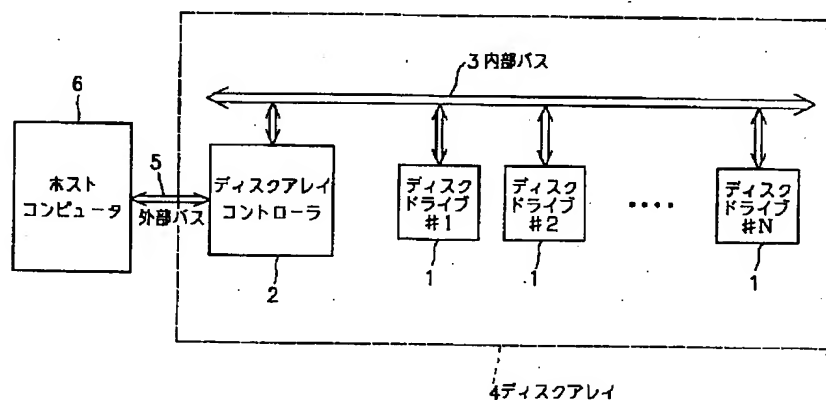 3 内部バス
6
ホスト
コンピュータ
5
外部バス
ディスクアレイ
コントローラ
2
ディスク
ドライブ
#1
1
ディスク
ドライブ
#2
1
ディスク
ドライブ
#N
1
4 ディスクアレイ